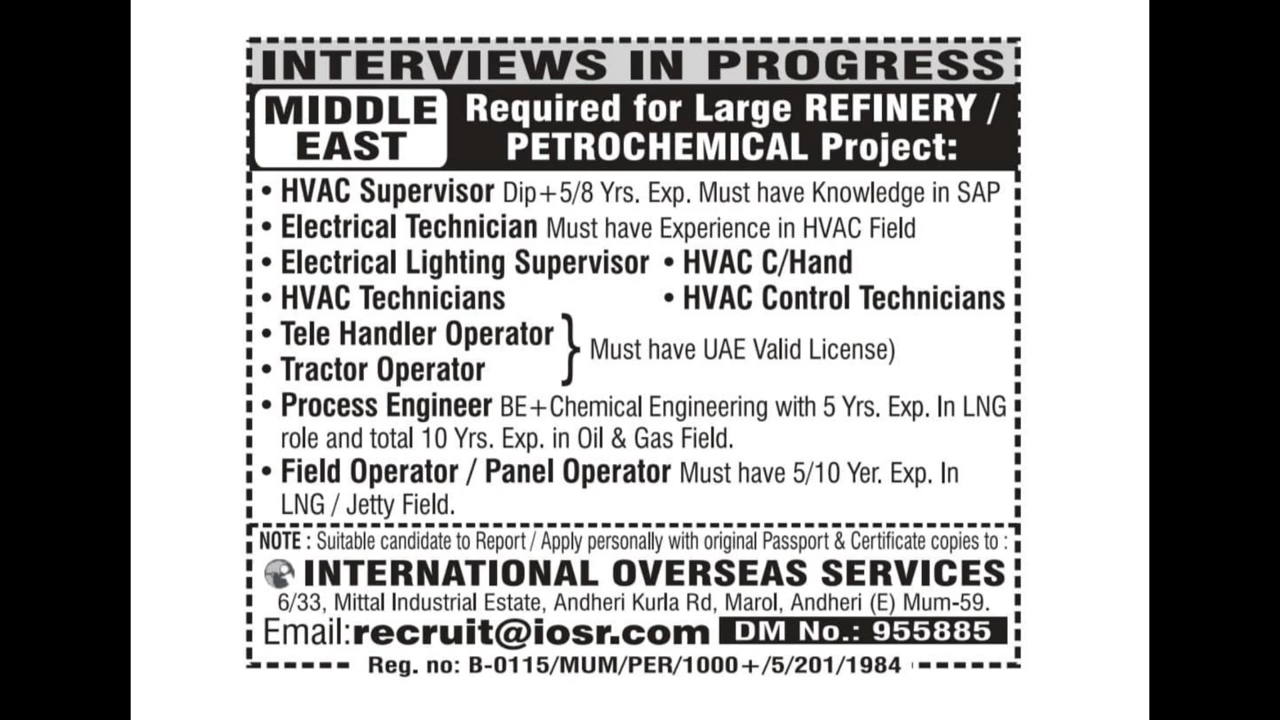 INTERVIEWS IN PROGRESS
MIDDLE EAST
Required for Large REFINERY /
PETROCHEMICAL Project:
• HVAC Supervisor Dip+5/8 Yrs. Exp. Must have Knowledge in SAP
• Electrical Technician Must have Experience in HVAC Field
• Electrical Lighting Supervisor • HVAC C/Hand
• HVAC Technicians • HVAC Control Technicians
• Tele Handler Operator
• Tractor Operator
} Must have UAE Valid License)
• Process Engineer BE+Chemical Engineering with 5 Yrs. Exp. In LNG
role and total 10 Yrs. Exp. in Oil & Gas Field.
• Field Operator / Panel Operator Must have 5/10 Yer. Exp. In
LNG / Jetty Field.
NOTE : Suitable candidate to Report / Apply personally with original Passport & Certificate copies to :
INTERNATIONAL OVERSEAS SERVICES
6/33, Mittal Industrial Estate, Andheri Kurla Rd, Marol, Andheri (E) Mum-59.
Email:recruit@iosr.com DM No.: 955885
Reg. no: B-0115/MUM/PER/1000+/5/201/1984